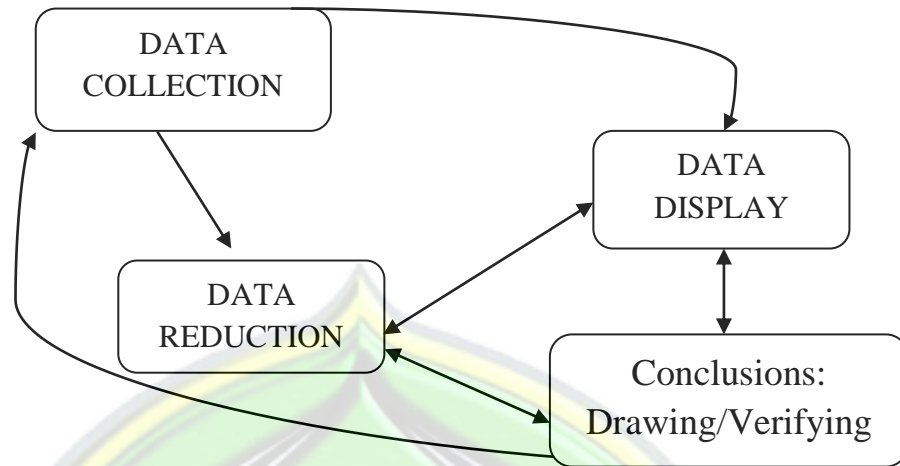 DATA
COLLECTION
DATA
DISPLAY
DATA
REDUCTION
Conclusions:
Drawing/Verifying